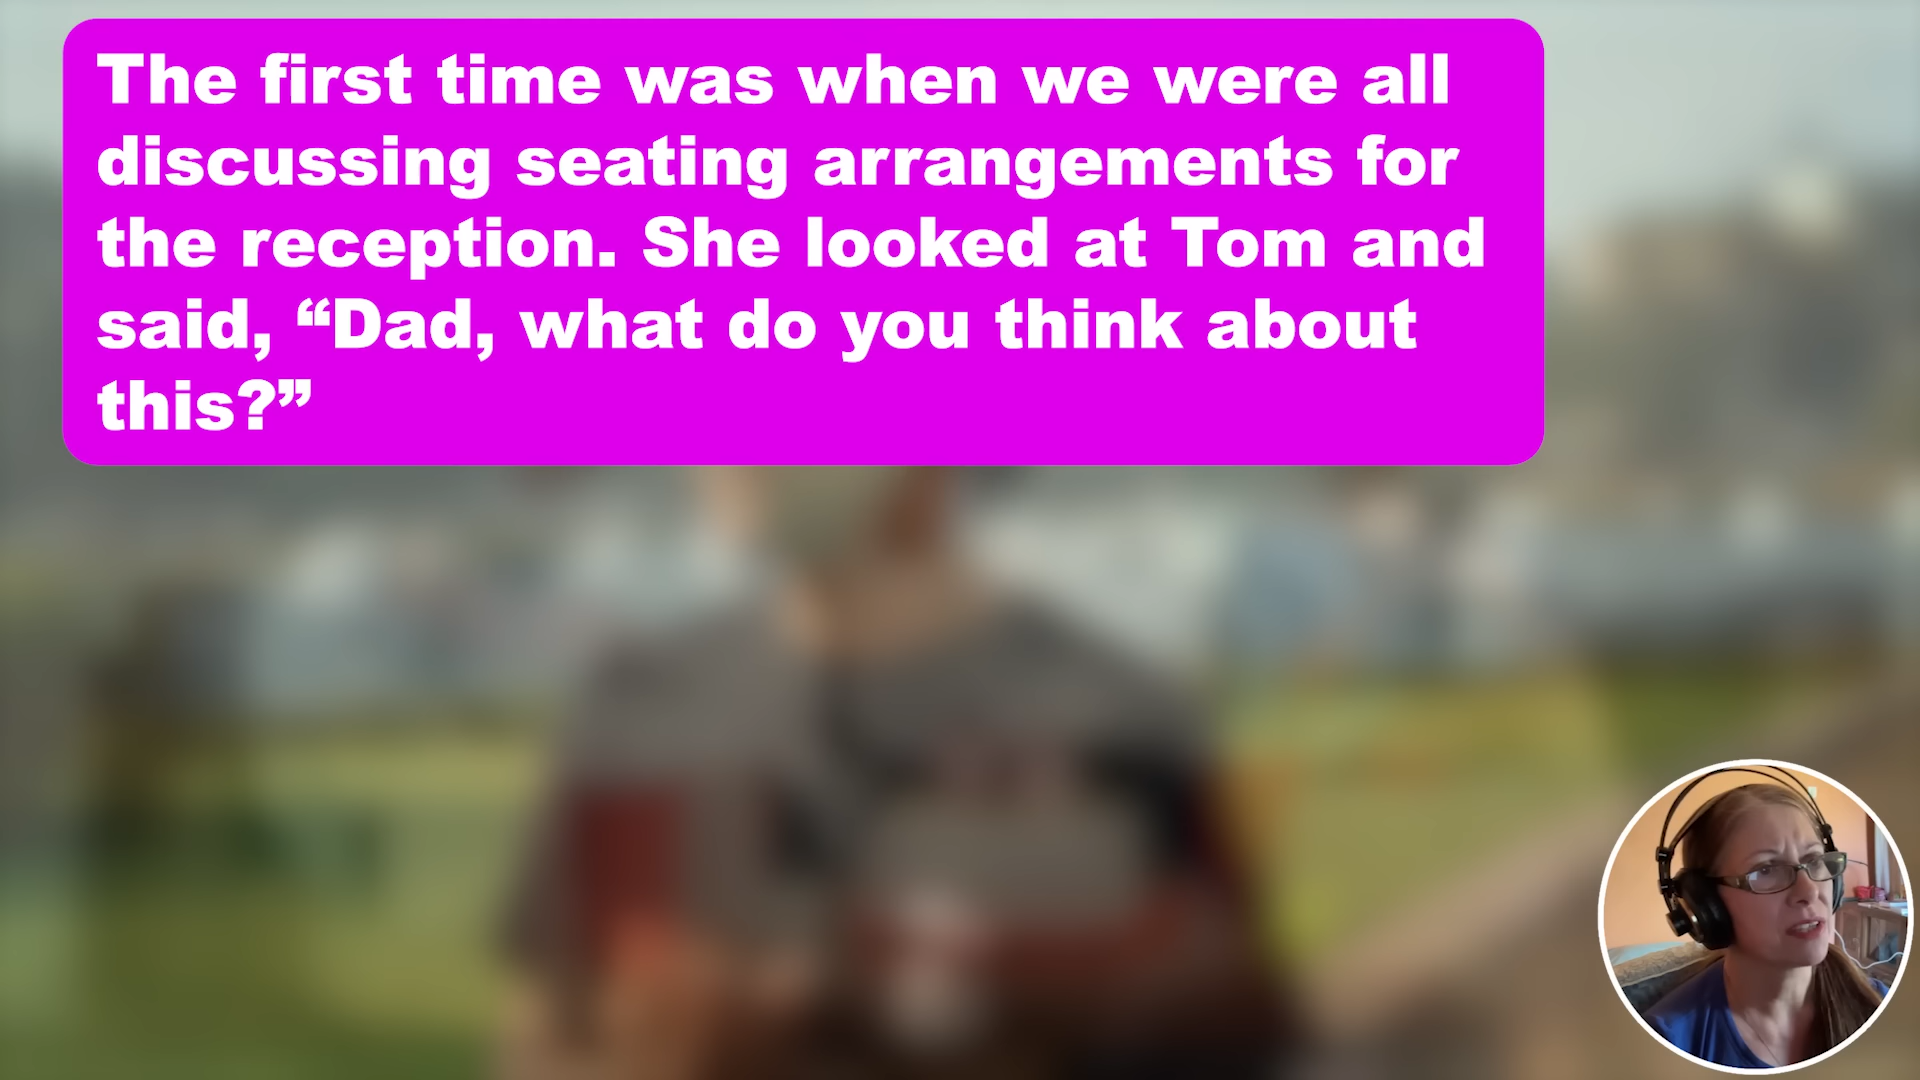 The first time was when we were all
discussing seating arrangements for
the reception. She looked at Tom and
said, “Dad, what do you think about
this?”